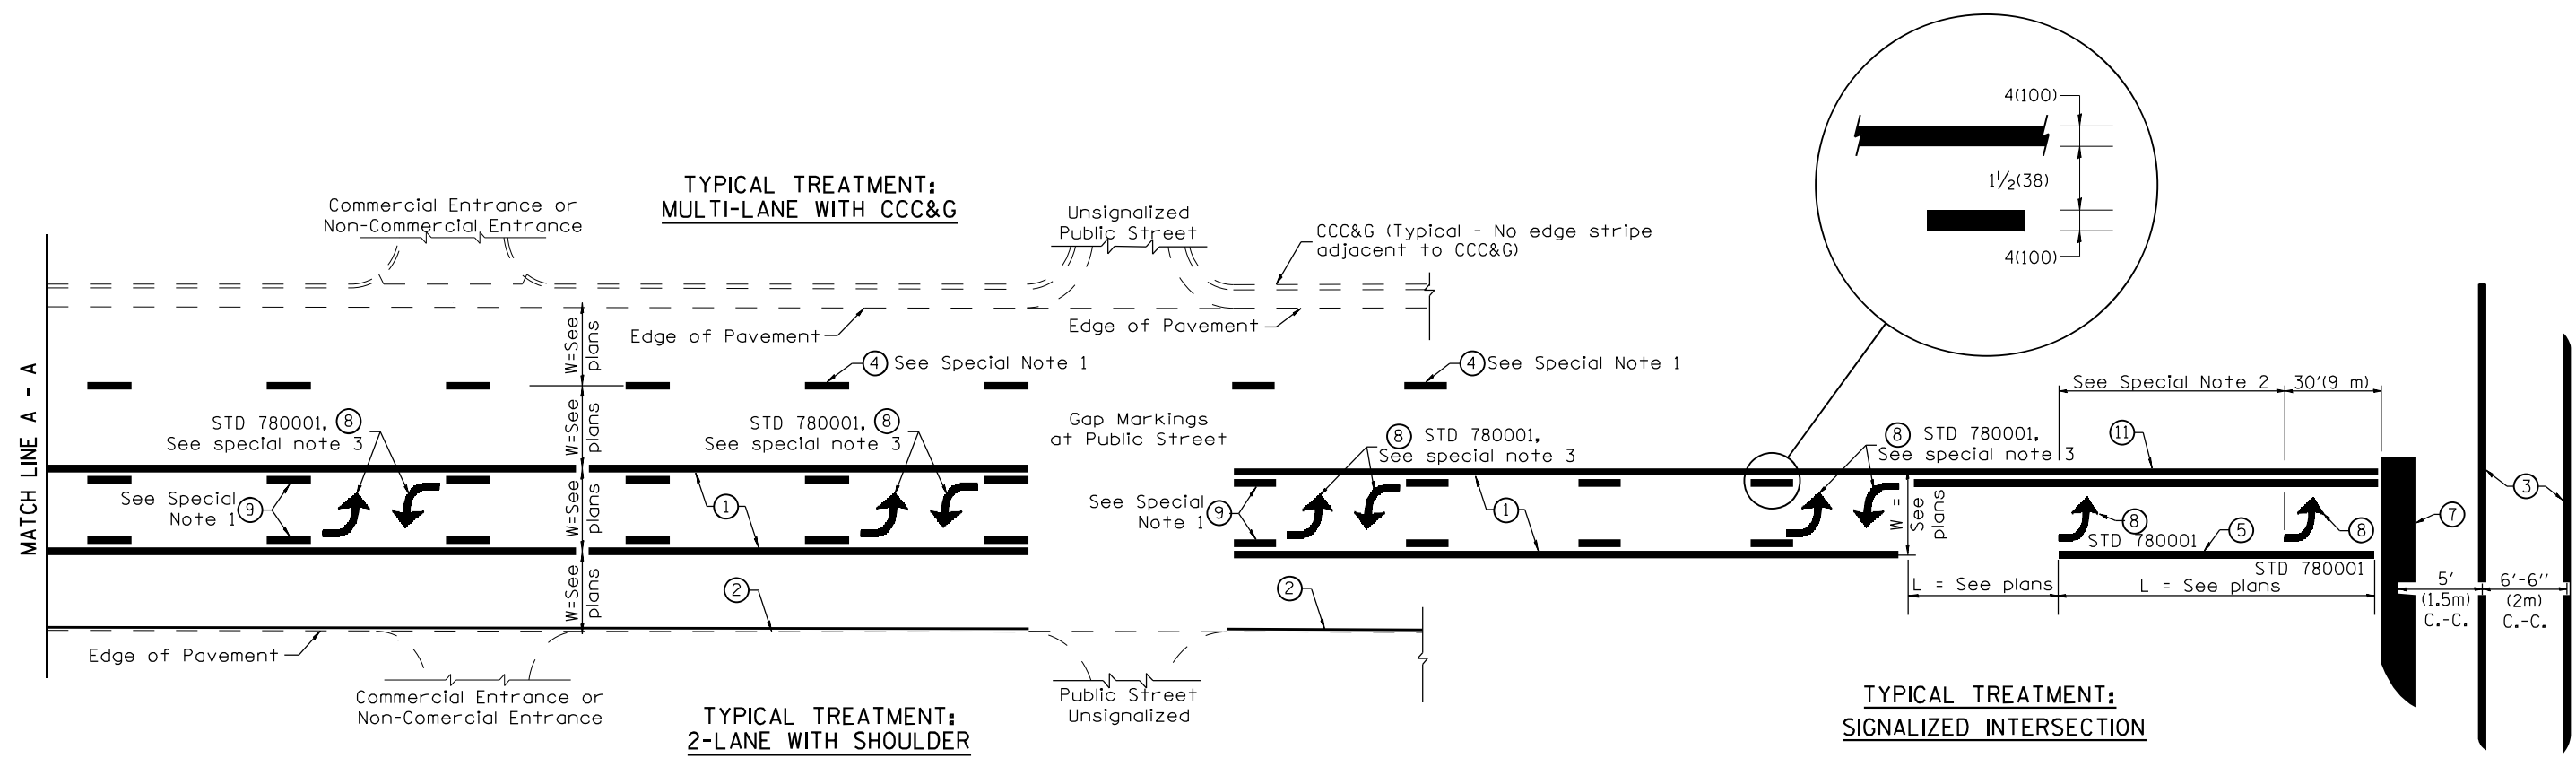 TYPICAL TREATMENT:
MULTI-LANE WITH CCC&G
Commercial Entrance or
Non-Commercial Entrance
Unsignalized
Public Street
CCC&G (Typical - No edge stripe
adjacent to CCC&G)
4(100)
1½(38)
4(100)
MATCH LINE A - A
Edge of Pavement
Edge of Pavement
W=See
plans
4 See Special Note 1
4 See Special Note 1
W=See
plans
STD 780001, 8
See special note 3
STD 780001, 8
See special note 3
Gap Markings
at Public Street
8 STD 780001,
See special note 3
8 STD 780001,
See special note 3
See Special Note 2
30'(9 m)
11
See Special
Note 1 9
W=See
plans
1
See Special
Note 1 9
1
W =
See
plans
8
STD 780001
5
8
STD 780001
7
3
W=See
plans
2
2
L = See plans
L = See plans
5'
(1.5m)
C.-C.
6'-6"
(2m)
C.-C.
Edge of Pavement
Commercial Entrance or
Non-Comercial Entrance
Public Street
Unsignalized
TYPICAL TREATMENT:
2-LANE WITH SHOULDER
TYPICAL TREATMENT:
SIGNALIZED INTERSECTION